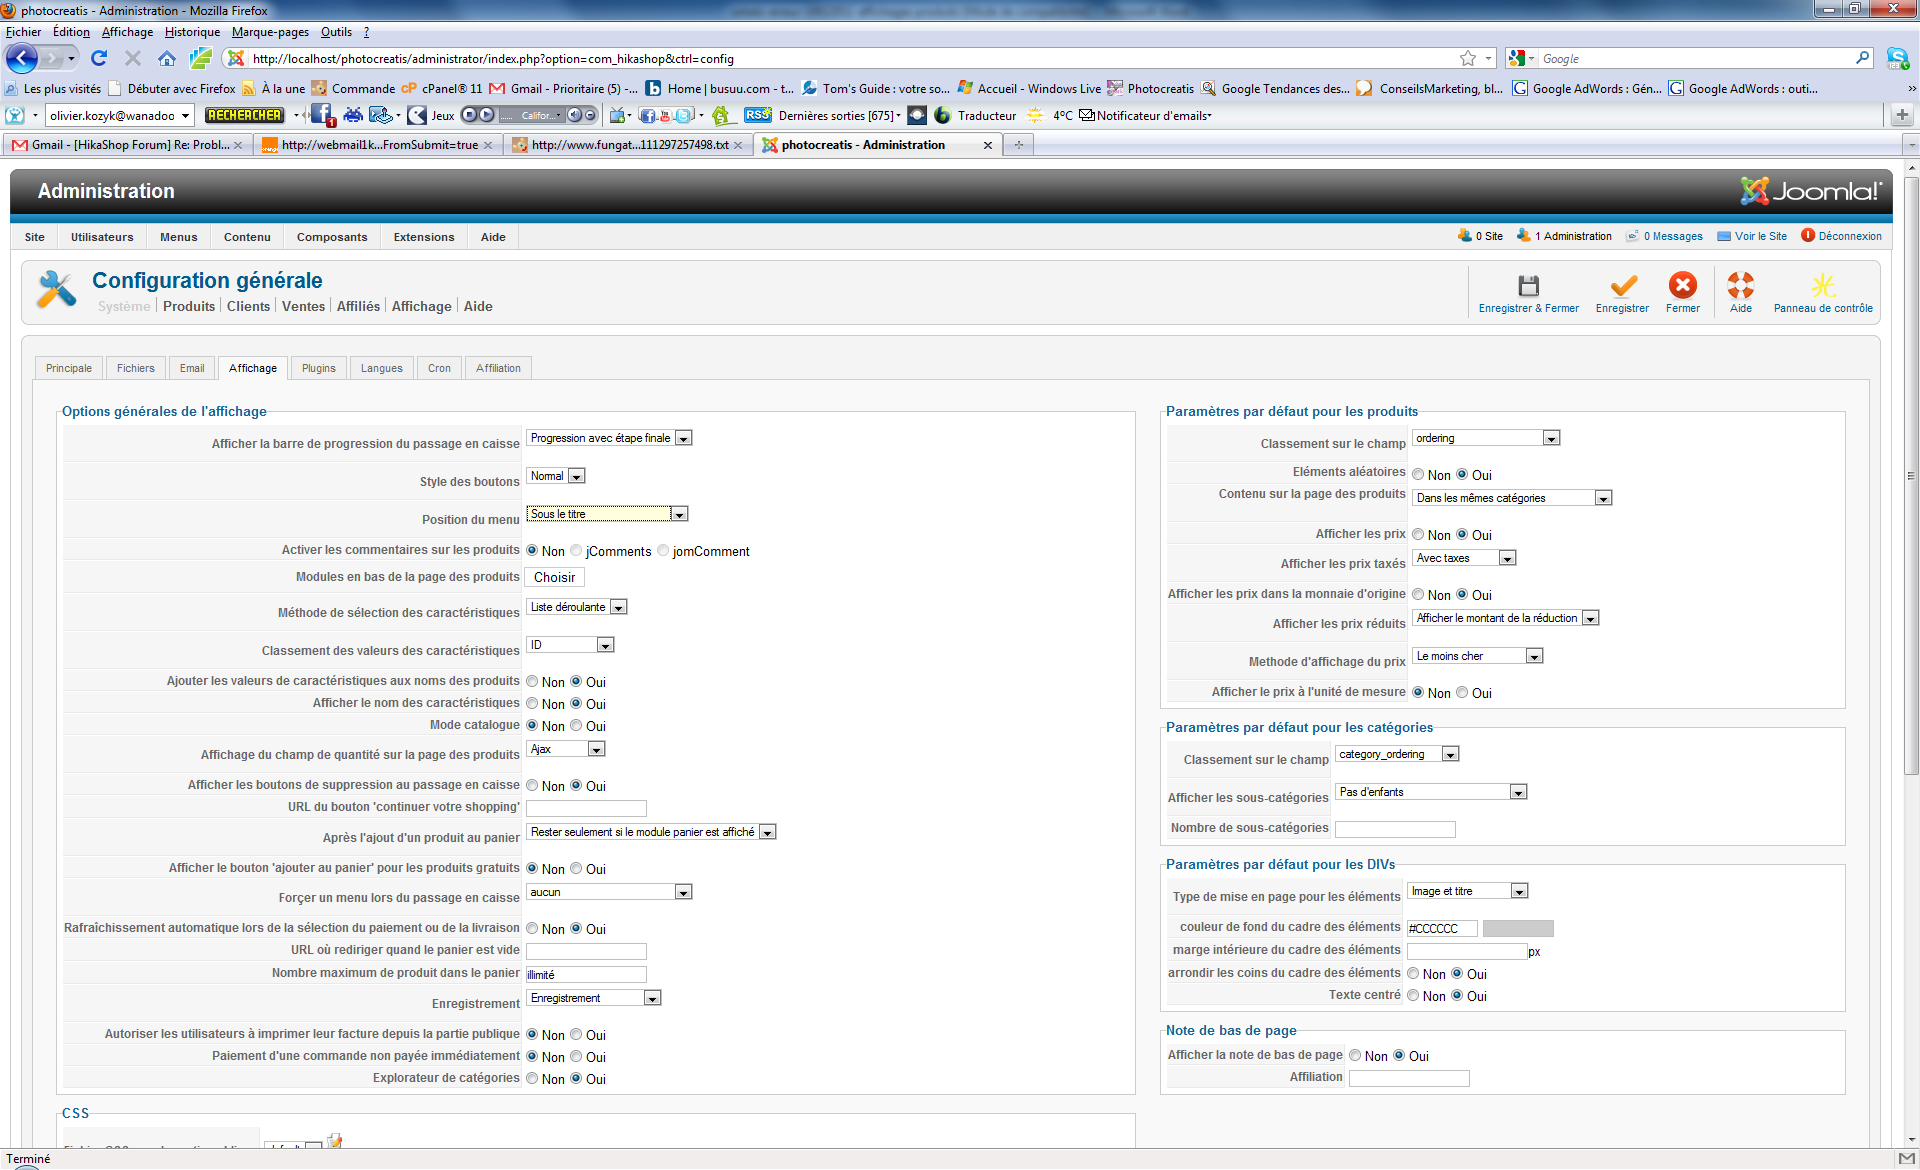 photocreatis - Administration - Mozilla Firefox
Fichier Édition Affichage Historique Marque-pages Outils ?
http://localhost/photocreatis/administrator/index.php?option=com_hikashop&ctrl=config Google
Les plus visités Débuter avec Firefox À la une Commande cPanel® 11 Gmail - Prioritaire (5) -... Home | busuu.com - t... Tom's Guide : votre so... Accueil - Windows Live Photocreatis Google Tendances des... ConseilsMarketing, bl... Google AdWords : Gén... Google AdWords : outi...
olivier.kozyk@wanadoo RECHERCHER Jeux Califor... RSS Dernières sorties [675] Traducteur 4°C Notificateur d'emails
Gmail - [HikaShop Forum] Re: Probl... http://webmail1k...FromSubmit=true http://www.fungat...111297257498.txt photocreatis - Administration
Administration Joomla!
Site Utilisateurs Menus Contenu Composants Extensions Aide 0 Site 1 Administration 0 Messages Voir le Site Déconnexion
Configuration générale
Système Produits Clients Ventes Affiliés Affichage Aide
Enregistrer & Fermer Enregistrer Fermer Aide Panneau de contrôle
Principale Fichiers Email Affichage Plugins Langues Cron Affiliation
Options générales de l'affichage
Afficher la barre de progression du passage en caisse Progression avec étape finale
Style des boutons Normal
Position du menu Sous le titre
Activer les commentaires sur les produits Non jComments jomComment
Modules en bas de la page des produits Choisir
Méthode de sélection des caractéristiques Liste déroulante
Classement des valeurs des caractéristiques ID
Ajouter les valeurs de caractéristiques aux noms des produits Non Oui
Afficher le nom des caractéristiques Non Oui
Mode catalogue Non Oui
Affichage du champ de quantité sur la page des produits Ajax
Afficher les boutons de suppression au passage en caisse Non Oui
URL du bouton 'continuer votre shopping'
Après l'ajout d'un produit au panier Rester seulement si le module panier est affiché
Afficher le bouton 'ajouter au panier' pour les produits gratuits Non Oui
Forçer un menu lors du passage en caisse aucun
Rafraîchissement automatique lors de la sélection du paiement ou de la livraison Non Oui
URL où rediriger quand le panier est vide
Nombre maximum de produit dans le panier illimité
Enregistrement Enregistrement
Autoriser les utilisateurs à imprimer leur facture depuis la partie publique Non Oui
Paiement d'une commande non payée immédiatement Non Oui
Explorateur de catégories Non Oui
CSS
Paramètres par défaut pour les produits
Classement sur le champ ordering
Eléments aléatoires Non Oui
Contenu sur la page des produits Dans les mêmes catégories
Afficher les prix Non Oui
Afficher les prix taxés Avec taxes
Afficher les prix dans la monnaie d'origine Non Oui
Afficher les prix réduits Afficher le montant de la réduction
Methode d'affichage du prix Le moins cher
Afficher le prix à l'unité de mesure Non Oui
Paramètres par défaut pour les catégories
Classement sur le champ category_ordering
Afficher les sous-catégories Pas d'enfants
Nombre de sous-catégories
Paramètres par défaut pour les DIVs
Type de mise en page pour les éléments Image et titre
couleur de fond du cadre des éléments #CCCCCC
marge intérieure du cadre des éléments px
arrondir les coins du cadre des éléments Non Oui
Texte centré Non Oui
Note de bas de page
Afficher la note de bas de page Non Oui
Affiliation
Terminé